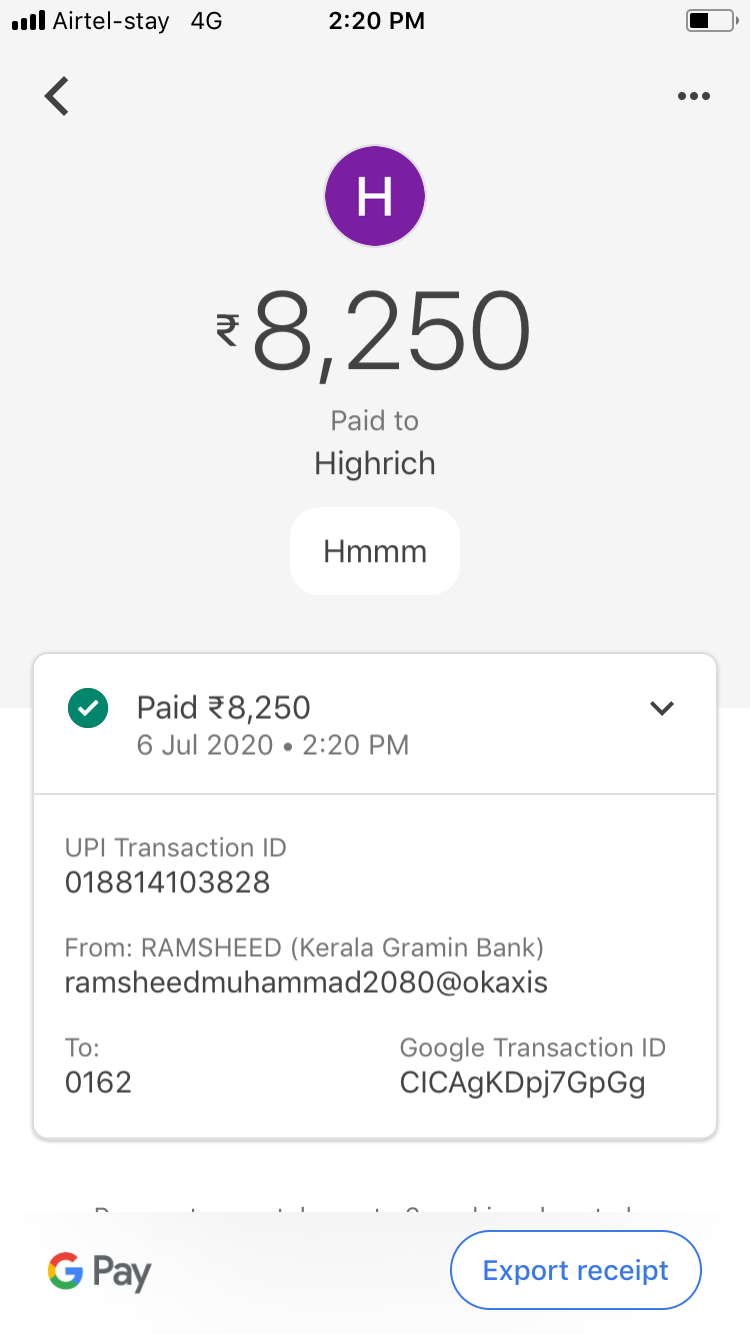 Airtel-stay 4G 2:20 PM
H
₹8,250
Paid to
Highrich
Hmmm
Paid ₹8,250
6 Jul 2020 • 2:20 PM
UPI Transaction ID
018814103828
From: RAMSHEED (Kerala Gramin Bank)
ramsheedmuhammad2080@okaxis
To:
0162
Google Transaction ID
CICAgKDpj7GpGg
G Pay
Export receipt